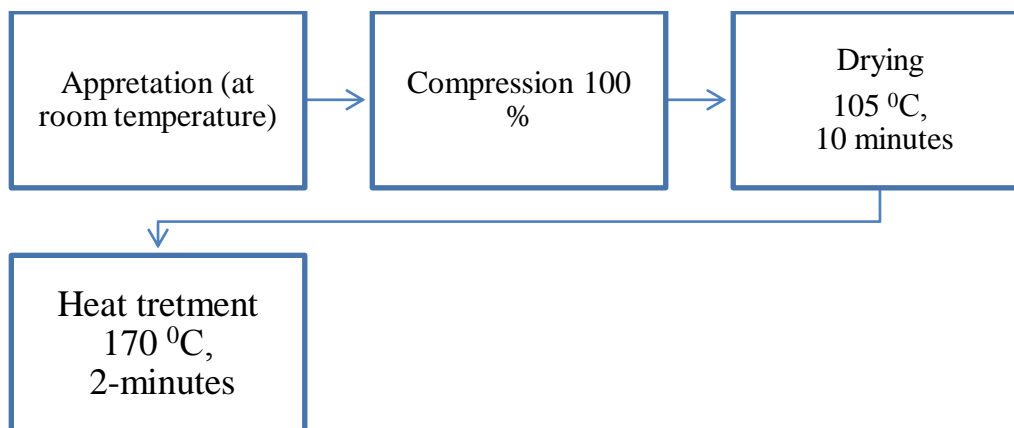 Appretation (at
room temperature)
Compression 100
%
Drying
105 ⁰C,
10 minutes
Heat tretment
170 ⁰C,
2-minutes